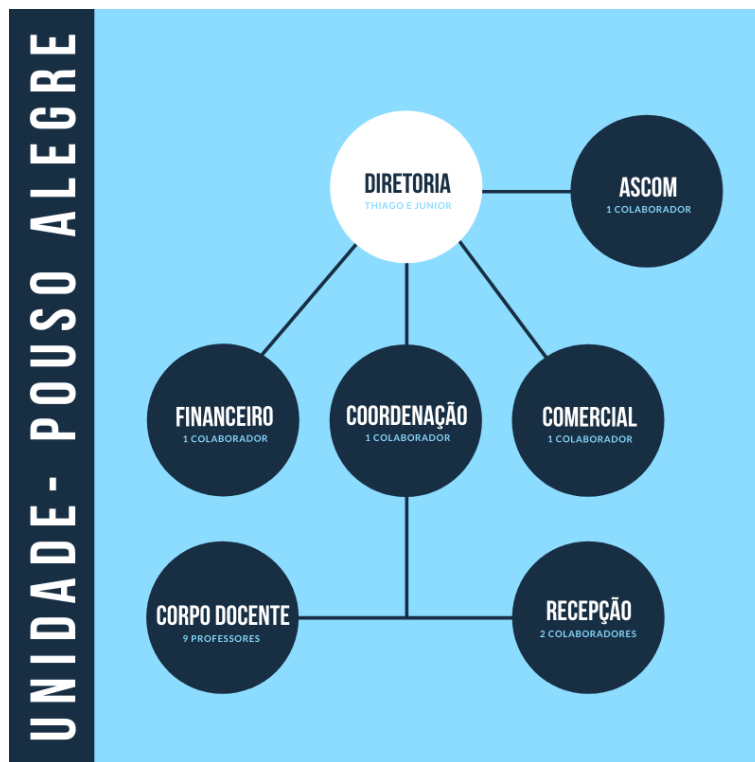 UNIDADE- POUSO ALEGRE
DIRETORIA
THIAGO E JUNIOR
ASCOM
1 COLABORADOR
FINANCEIRO
1 COLABORADOR
COORDENAÇÃO
1 COLABORADOR
COMERCIAL
1 COLABORADOR
CORPO DOCENTE
9 PROFESSORES
RECEPÇÃO
2 COLABORADORES